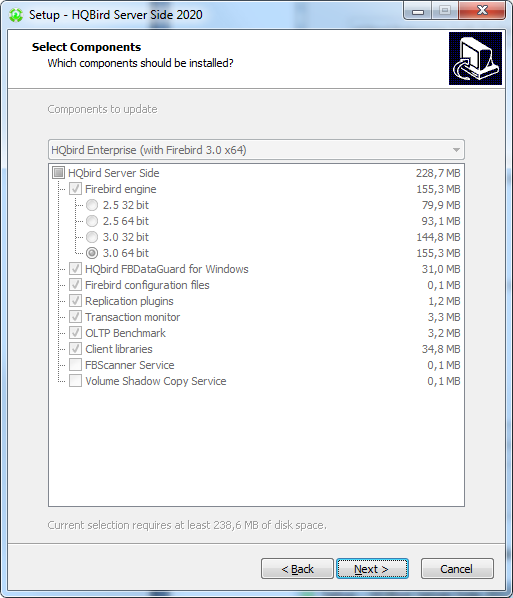 Setup - HQBird Server Side 2020
Select Components
Which components should be installed?
Components to update
HQbird Enterprise (with Firebird 3.0 x64)
HQbird Server Side 228,7 MB
Firebird engine 155,3 MB
2.5 32 bit 79,9 MB
2.5 64 bit 93,1 MB
3.0 32 bit 144,8 MB
3.0 64 bit 155,3 MB
HQbird FBDataGuard for Windows 31,0 MB
Firebird configuration files 0,1 MB
Replication plugins 1,2 MB
Transaction monitor 3,3 MB
OLTP Benchmark 3,2 MB
Client libraries 34,8 MB
FBScanner Service 0,1 MB
Volume Shadow Copy Service 0,1 MB
Current selection requires at least 238,6 MB of disk space.
< Back Next > Cancel